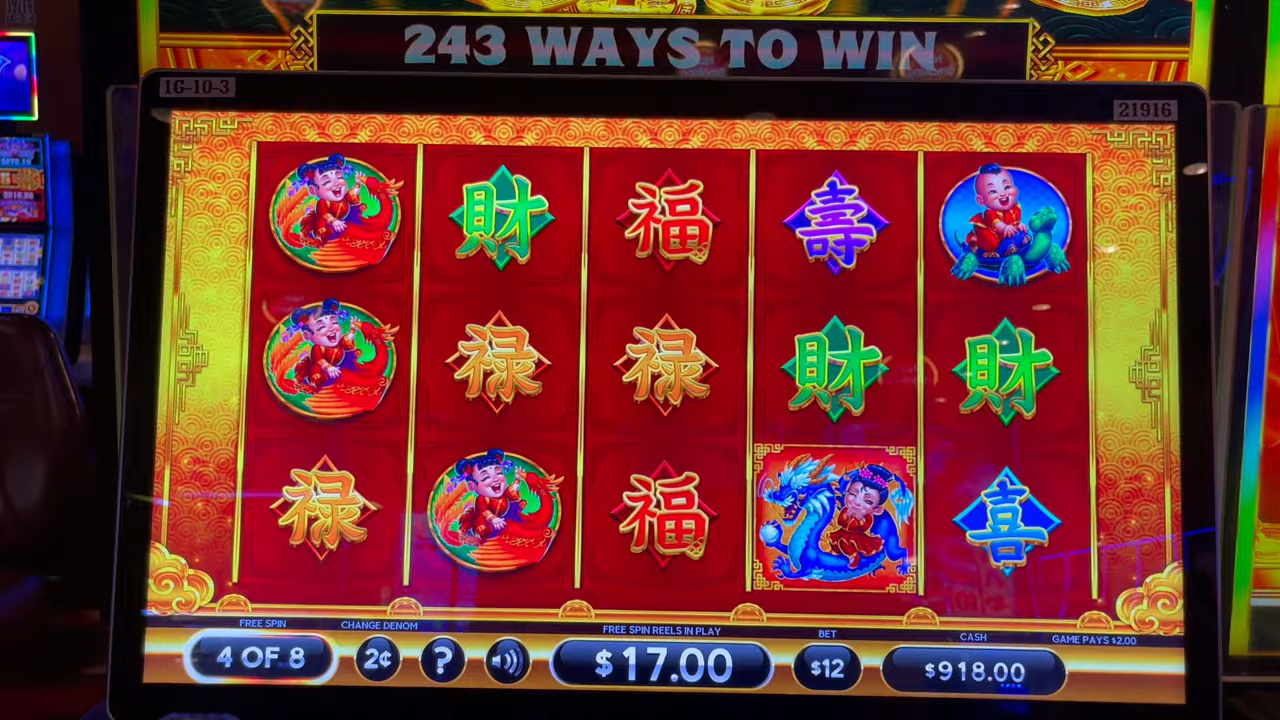 243 WAYS TO WIN
1G-10-3
21916
財 福 壽
禄 禄 財 財
禄 福 喜
FREE SPIN
CHANGE DENOM
FREE SPIN REELS IN PLAY
BET
CASH
GAME PAYS $2.00
4 OF 8
2¢
?
$17.00
$12
$918.00